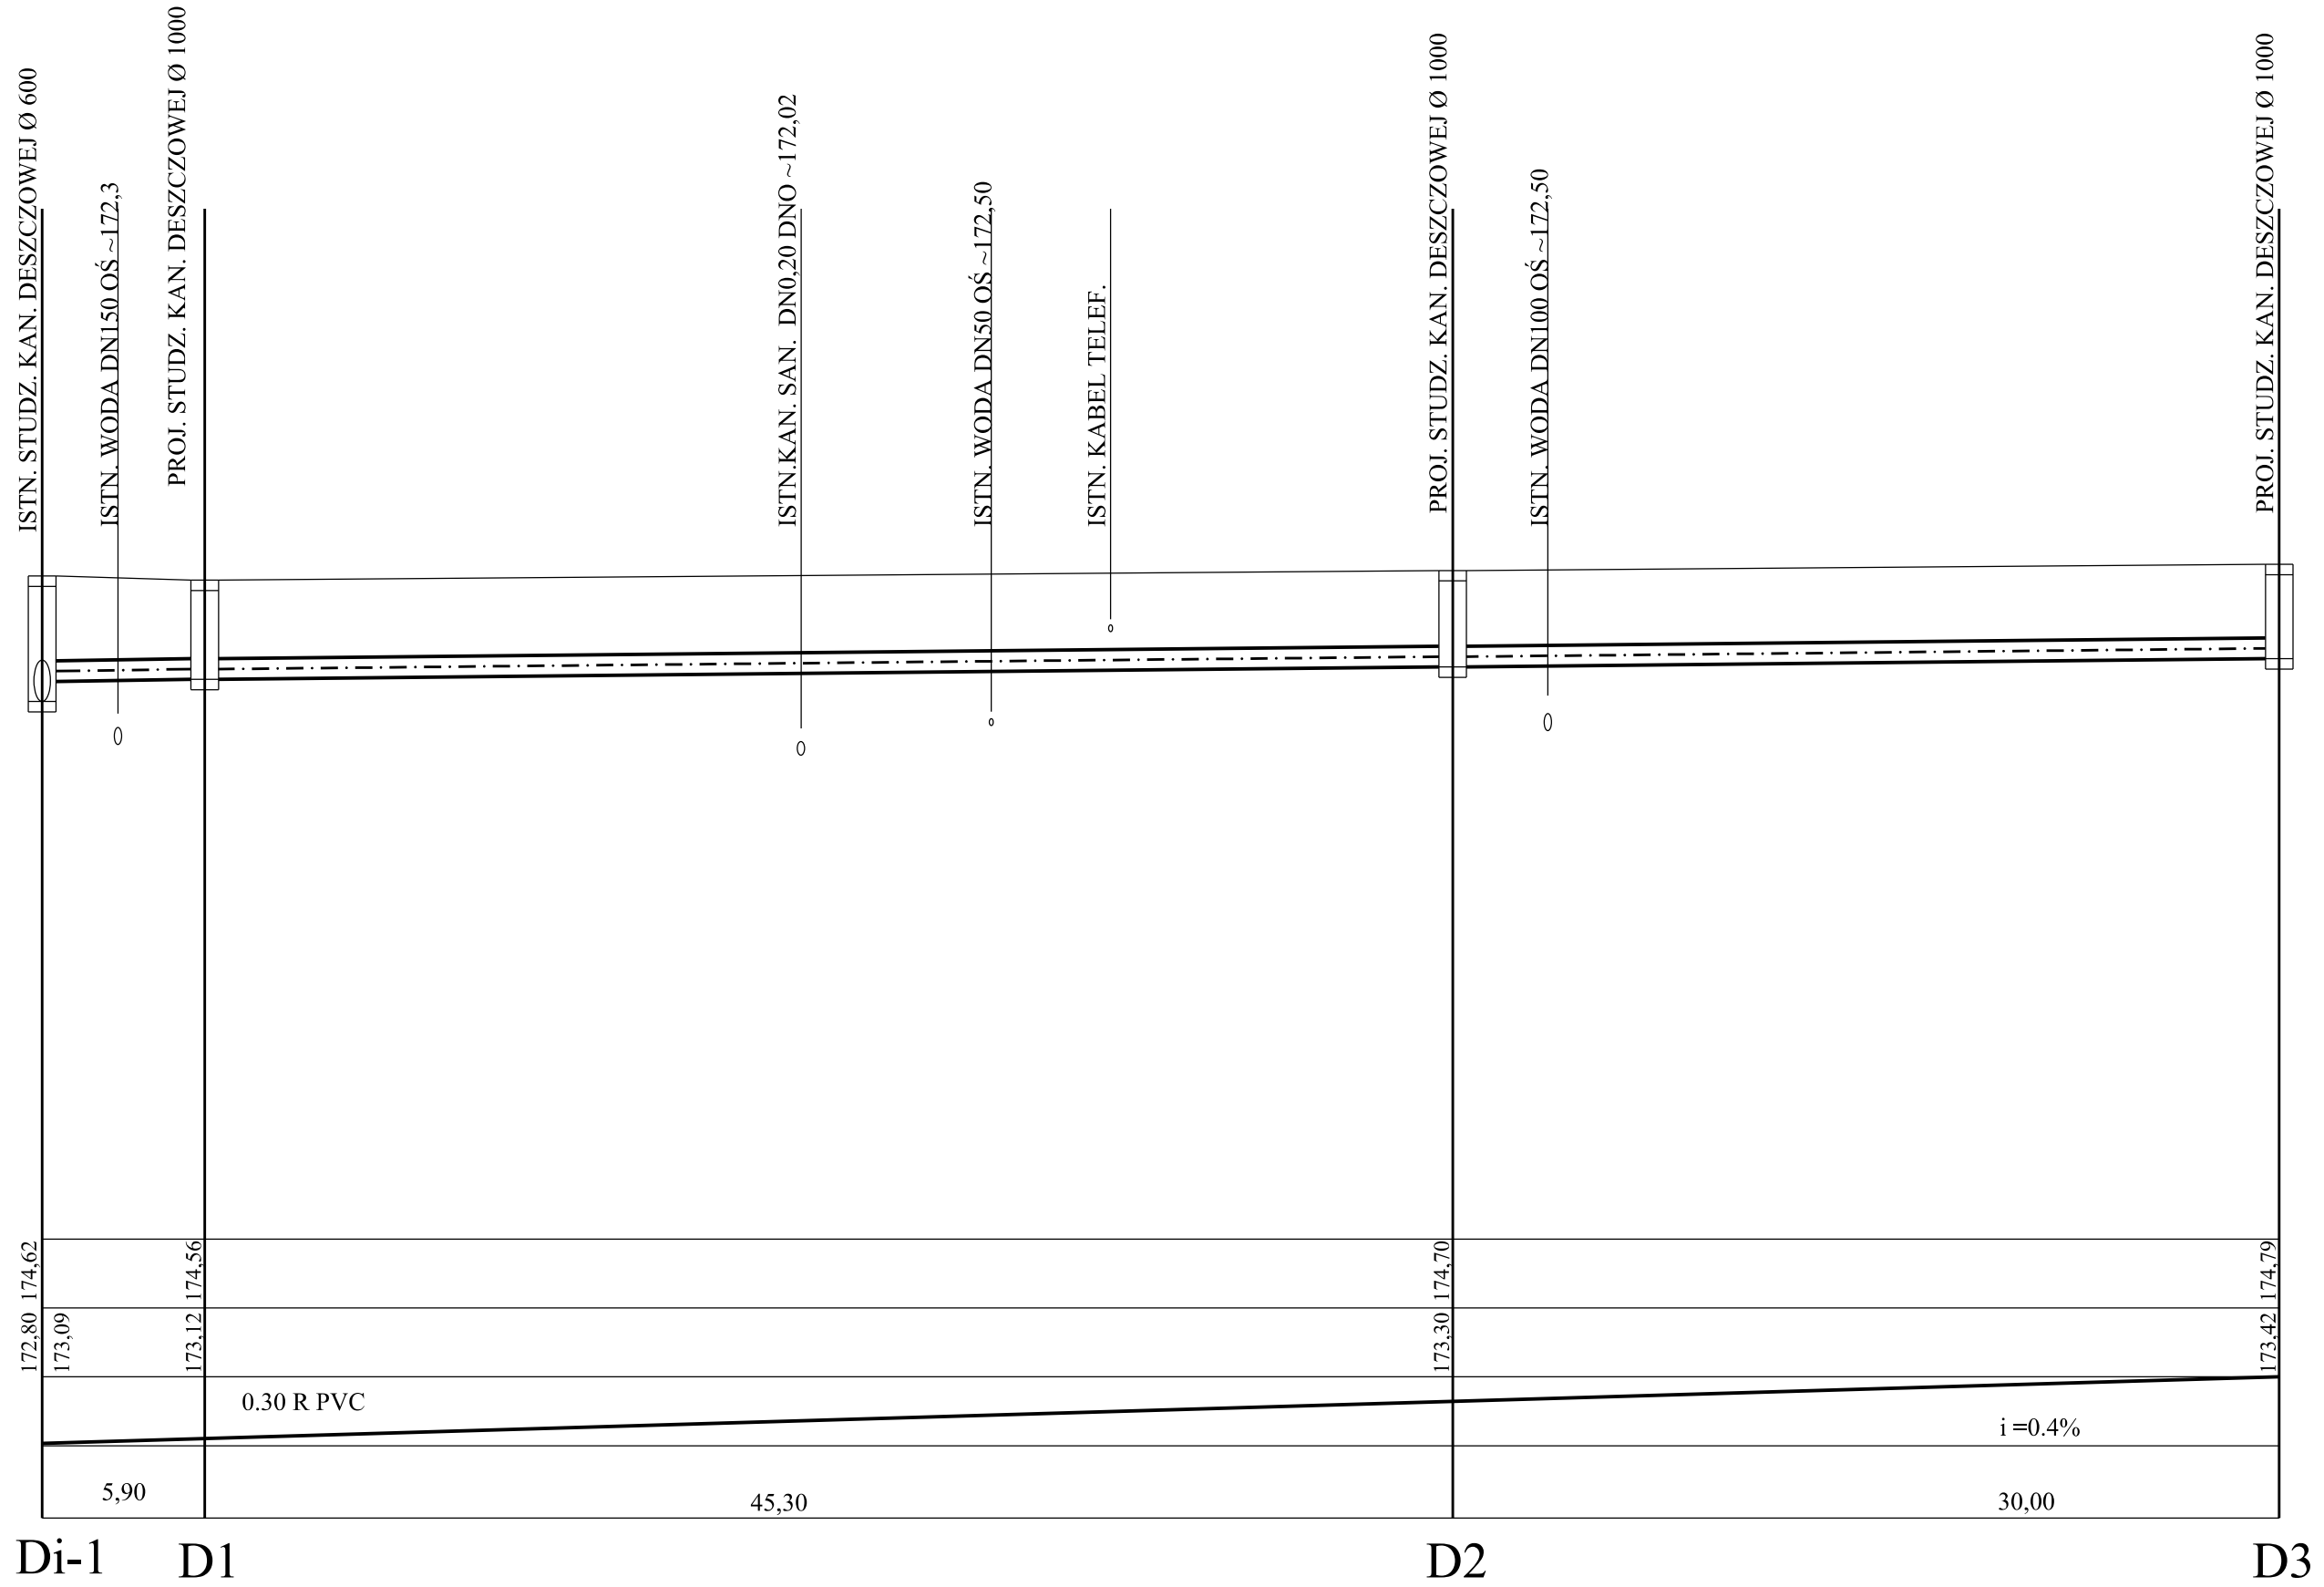 ISTN. STUDZ. KAN. DESZCZOWEJ Ø 600
ISTN. WODA DN150 OŚ ~172,3
PROJ. STUDZ. KAN. DESZCZOWEJ Ø 1000
ISTN.KAN. SAN. DN0,20 DNO ~172,02
ISTN. WODA DN50 OŚ ~172,50
ISTN. KABEL TELEF.
PROJ. STUDZ. KAN. DESZCZOWEJ Ø 1000
ISTN. WODA DN100 OŚ ~172,50
PROJ. STUDZ. KAN. DESZCZOWEJ Ø 1000
174,62
174,56
174,70
174,79
172,80
173,09
173,12
173,30
173,42
0.30 R PVC
i =0.4%
5,90
45,30
30,00
Di-1
D1
D2
D3